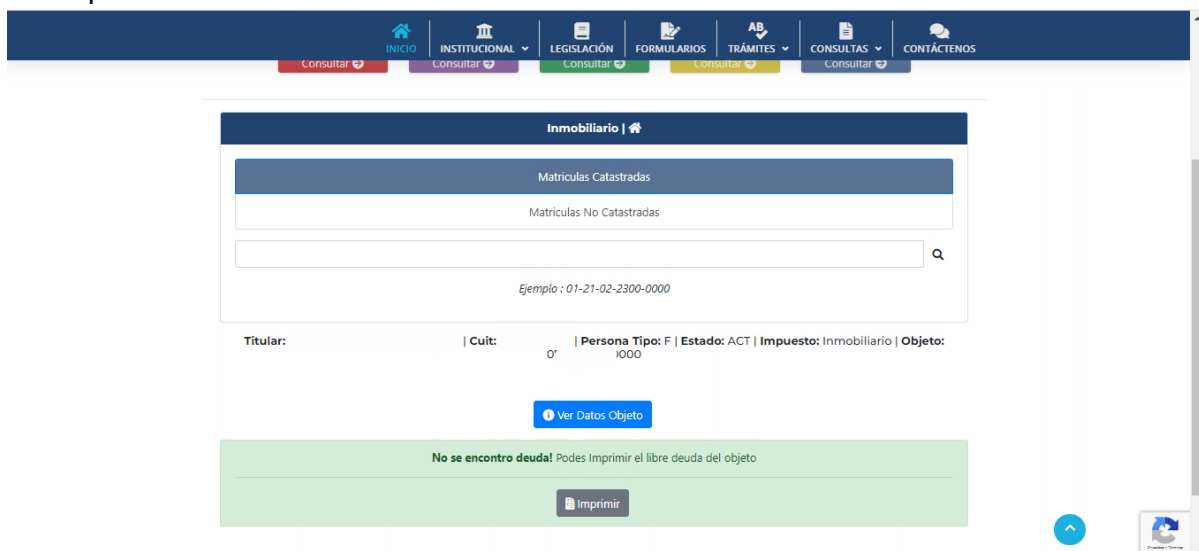 INICIO INSTITUCIONAL LEGISLACIÓN FORMULARIOS TRÁMITES CONSULTAS CONTÁCTENOS
Consultar Consultar Consultar Consultar Consultar
Inmobiliario |
Matriculas Catastradas
Matriculas No Catastradas
Ejemplo : 01-21-02-2300-0000
Titular: | Cuit: | Persona Tipo: F | Estado: ACT | Impuesto: Inmobiliario | Objeto:
Ver Datos Objeto
No se encontro deuda! Podes Imprimir el libre deuda del objeto
Imprimir